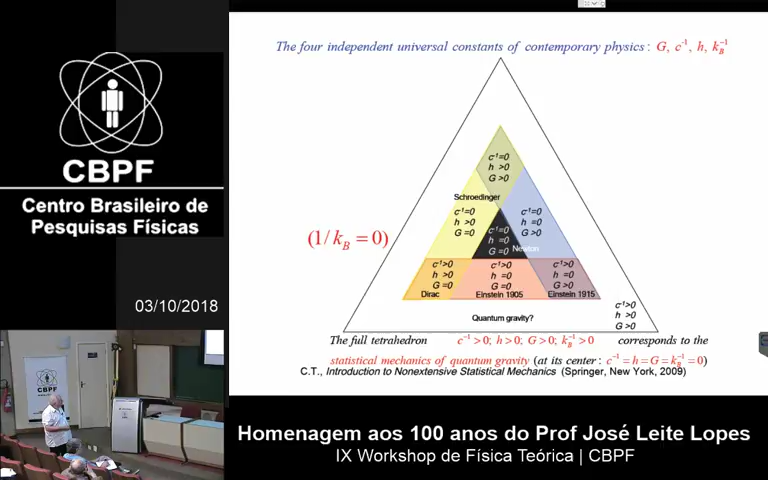 The four independent universal constants of contemporary physics : G, c⁻¹, h, k_B⁻¹
CBPF
Centro Brasileiro de
Pesquisas Físicas
03/10/2018
(1/k_B = 0)
c⁻¹=0
h >0
G >0
Schroedinger
c⁻¹=0
h >0
G =0
c⁻¹=0
h =0
G >0
c⁻¹=0
h =0
G =0
Newton
c⁻¹>0
h >0
G =0
Dirac
c⁻¹>0
h =0
G =0
Einstein 1905
c⁻¹>0
h =0
G >0
Einstein 1915
Quantum gravity?
c⁻¹>0
h >0
G >0
The full tetrahedron c⁻¹ > 0; h > 0; G > 0; k_B⁻¹ > 0 corresponds to the
statistical mechanics of quantum gravity (at its center : c⁻¹ = h = G = k_B⁻¹ = 0)
C.T., Introduction to Nonextensive Statistical Mechanics (Springer, New York, 2009)
CBPF
Homenagem aos 100 anos do Prof José Leite Lopes
IX Workshop de Física Teórica | CBPF